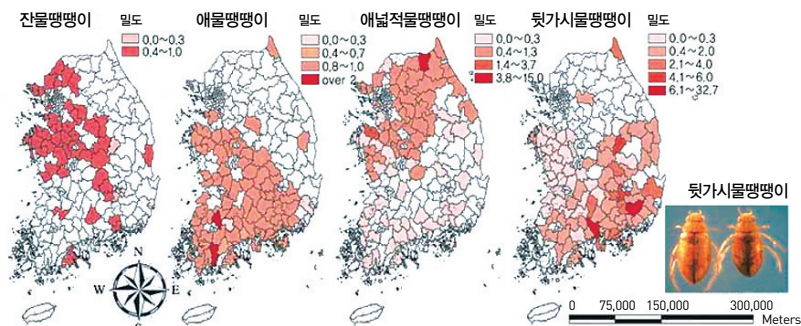 잔물땡땡이
밀도
0.0~0.3
0.4~1.0
애물땡땡이
밀도
0.0~0.3
0.4~0.7
0.8~1.0
over 2
애넓적물땡땡이
밀도
0.0~0.3
0.4~1.3
1.4~3.7
3.8~15.0
뒷가시물땡땡이
밀도
0.0~0.3
0.4~2.0
2.1~4.0
4.1~6.0
6.1~32.7
뒷가시물땡땡이
N
W
E
S
0 75,000 150,000 300,000
Meters